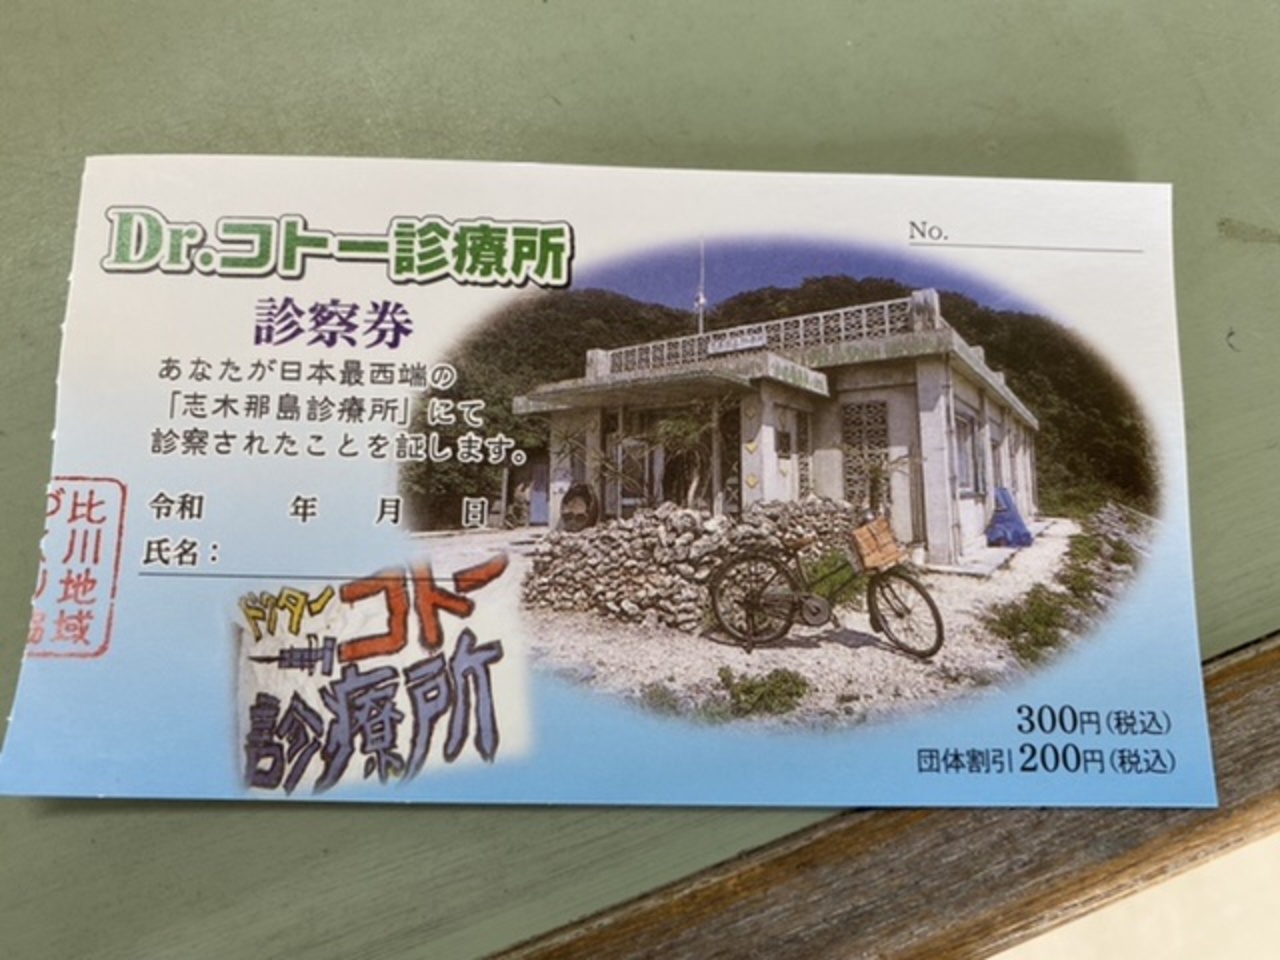 Dr.コトー診療所
No.
診察券
あなたが日本最西端の
「志木那島診療所」にて
診察されたことを証します。
令和　年　月　日
氏名：
比川地域
づくり協
ドクター
コトー
診療所
300円(税込)
団体割引200円(税込)